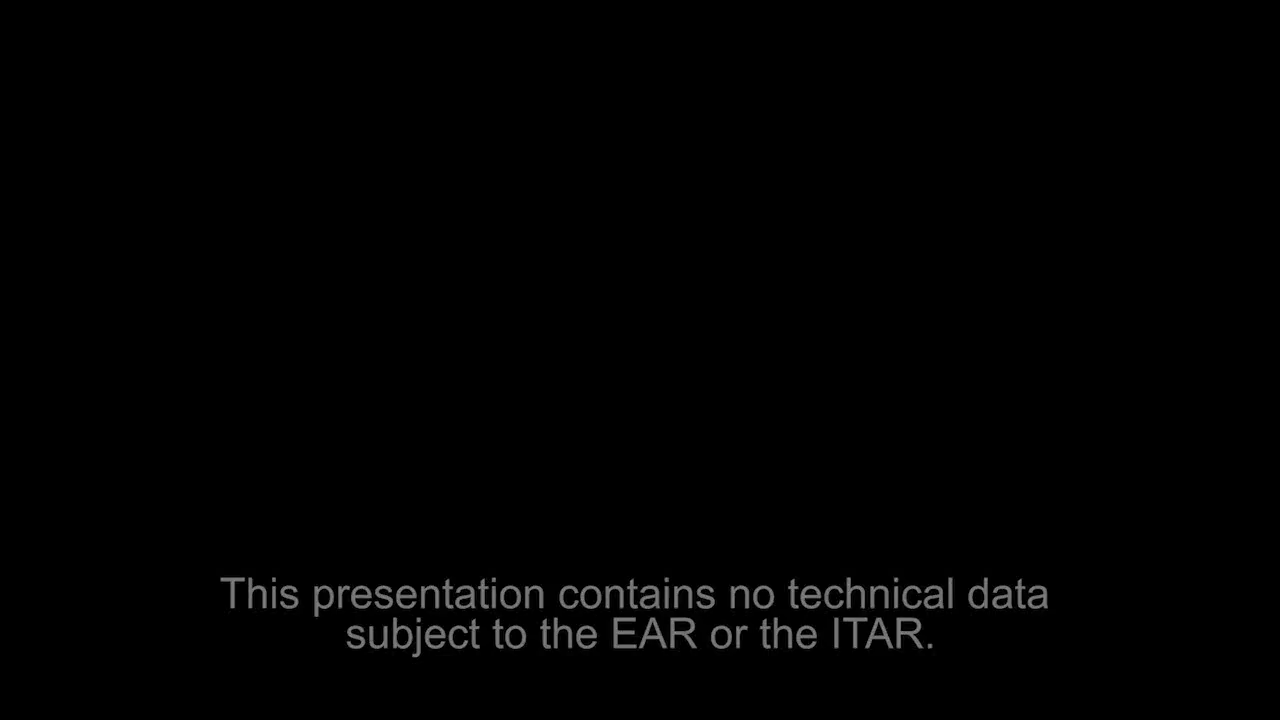 This presentation contains no technical data
subject to the EAR or the ITAR.